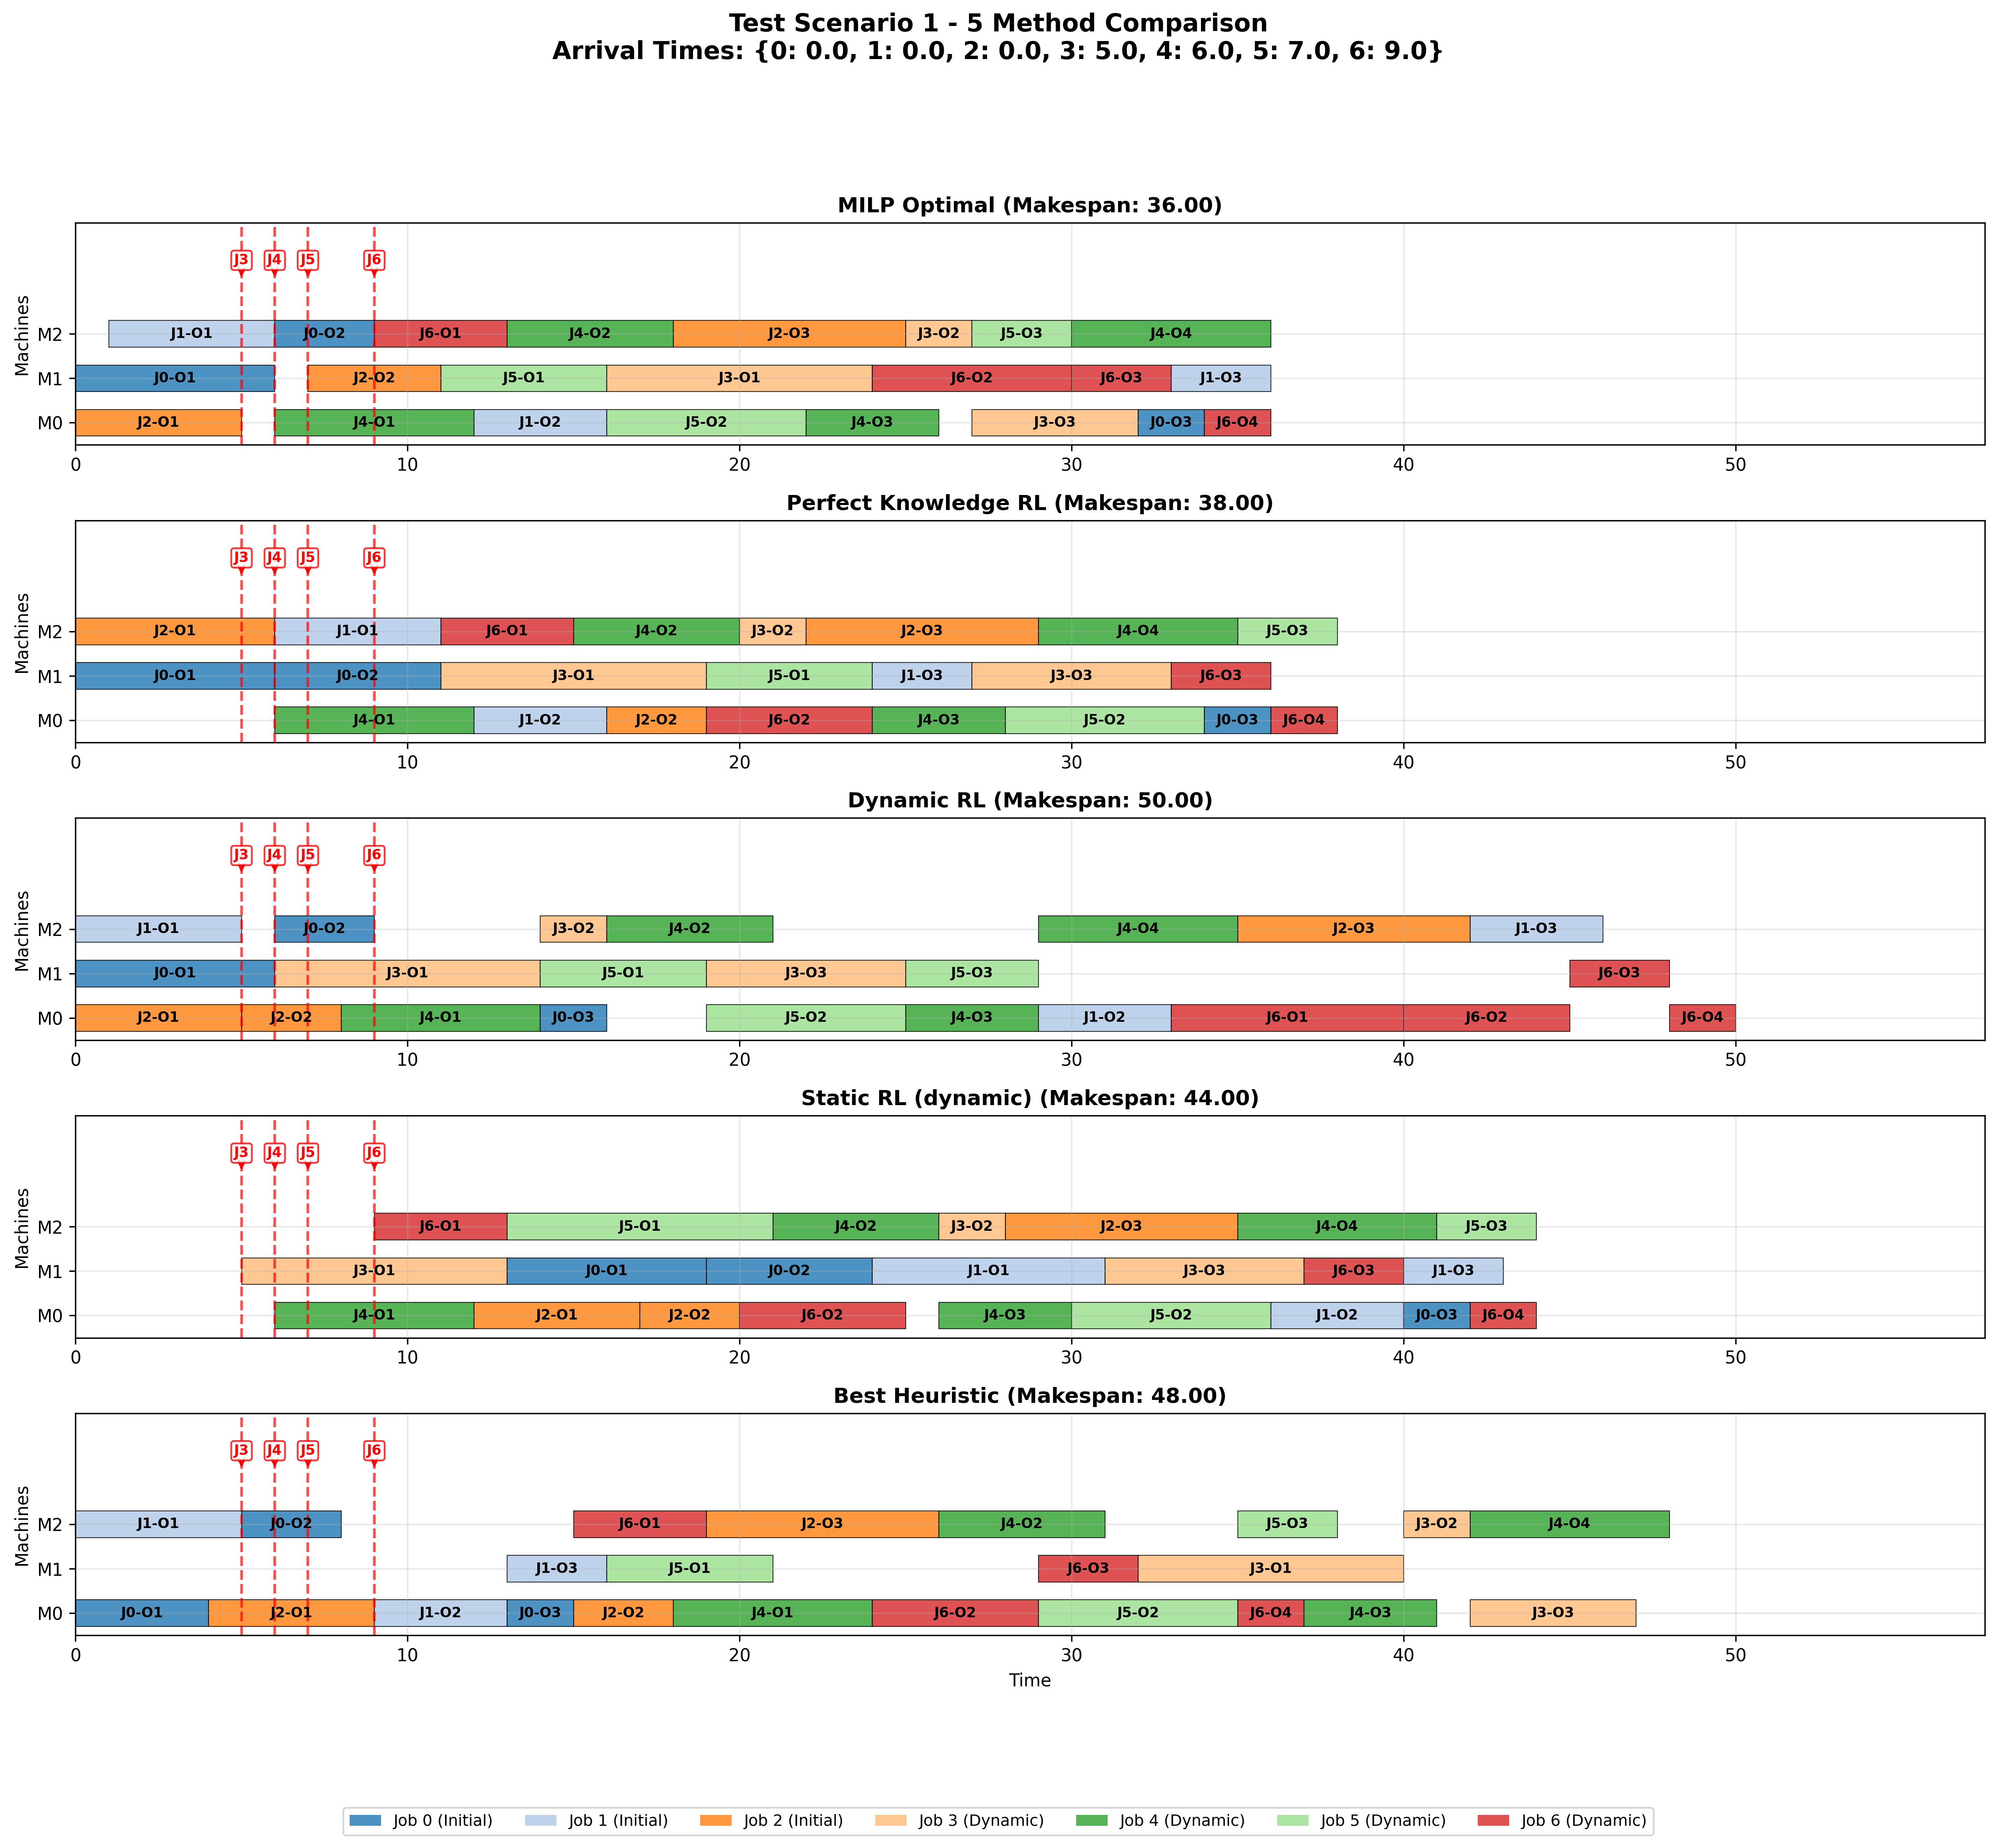 Test Scenario 1 - 5 Method Comparison
Arrival Times: {0: 0.0, 1: 0.0, 2: 0.0, 3: 5.0, 4: 6.0, 5: 7.0, 6: 9.0}
MILP Optimal (Makespan: 36.00)
J3 J4 J5 J6
Machines
M2 J1-O1 J0-O2 J6-O1 J4-O2 J2-O3 J3-O2 J5-O3 J4-O4
M1 J0-O1 J2-O2 J5-O1 J3-O1 J6-O2 J6-O3 J1-O3
M0 J2-O1 J4-O1 J1-O2 J5-O2 J4-O3 J3-O3 J0-O3 J6-O4
0 10 20 30 40 50
Perfect Knowledge RL (Makespan: 38.00)
J3 J4 J5 J6
Machines
M2 J2-O1 J1-O1 J6-O1 J4-O2 J3-O2 J2-O3 J4-O4 J5-O3
M1 J0-O1 J0-O2 J3-O1 J5-O1 J1-O3 J3-O3 J6-O3
M0 J4-O1 J1-O2 J2-O2 J6-O2 J4-O3 J5-O2 J0-O3 J6-O4
0 10 20 30 40 50
Dynamic RL (Makespan: 50.00)
J3 J4 J5 J6
Machines
M2 J1-O1 J0-O2 J3-O2 J4-O2 J4-O4 J2-O3 J1-O3
M1 J0-O1 J3-O1 J5-O1 J3-O3 J5-O3 J6-O3
M0 J2-O1 J2-O2 J4-O1 J0-O3 J5-O2 J4-O3 J1-O2 J6-O1 J6-O2 J6-O4
0 10 20 30 40 50
Static RL (dynamic) (Makespan: 44.00)
J3 J4 J5 J6
Machines
M2 J6-O1 J5-O1 J4-O2 J3-O2 J2-O3 J4-O4 J5-O3
M1 J3-O1 J0-O1 J0-O2 J1-O1 J3-O3 J6-O3 J1-O3
M0 J4-O1 J2-O1 J2-O2 J6-O2 J4-O3 J5-O2 J1-O2 J0-O3 J6-O4
0 10 20 30 40 50
Best Heuristic (Makespan: 48.00)
J3 J4 J5 J6
Machines
M2 J1-O1 J0-O2 J6-O1 J2-O3 J4-O2 J5-O3 J3-O2 J4-O4
M1 J1-O3 J5-O1 J6-O3 J3-O1
M0 J0-O1 J2-O1 J1-O2 J0-O3 J2-O2 J4-O1 J6-O2 J5-O2 J6-O4 J4-O3 J3-O3
0 10 20 30 40 50
Time
Job 0 (Initial) Job 1 (Initial) Job 2 (Initial) Job 3 (Dynamic) Job 4 (Dynamic) Job 5 (Dynamic) Job 6 (Dynamic)